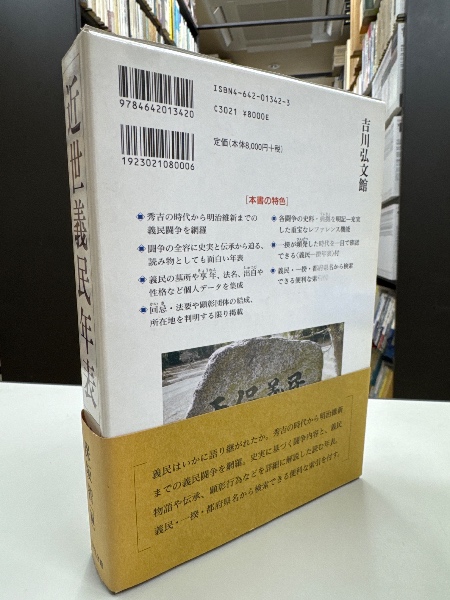 近世義民年表
ISBN4-642-01342-3
C3021 ¥8000E
定価(本体8,000円+税)
9784642013420
1923021080006
吉川弘文館
[本書の特色]
●秀吉の時代から明治維新までの
義民闘争を網羅
●闘争の全容に史実と伝承から迫る、
読み物としても面白い年表
●義民の墓所や享年、法名、出自や
性格など個人データを集成
●回忌・法要や顕彰団体の結成、
所在地を判明する限り掲載
●各闘争の史料・
な明記―充実
した重宝なレファレンス機能
●一揆が頻発した時代を一目で確認
できる〈義民一揆年表〉付
●義民・一揆・都府県名から検索
できる便利な索引
義民はいかに語り継がれたか。秀吉の時代から明治維新
までの義民闘争を網羅。史実に基づく闘争内容と、義民
物語や伝承、顕彰行為などを詳細に解説した読む年表。
義民・一揆・都府県名から検索できる便利な索引を付す。